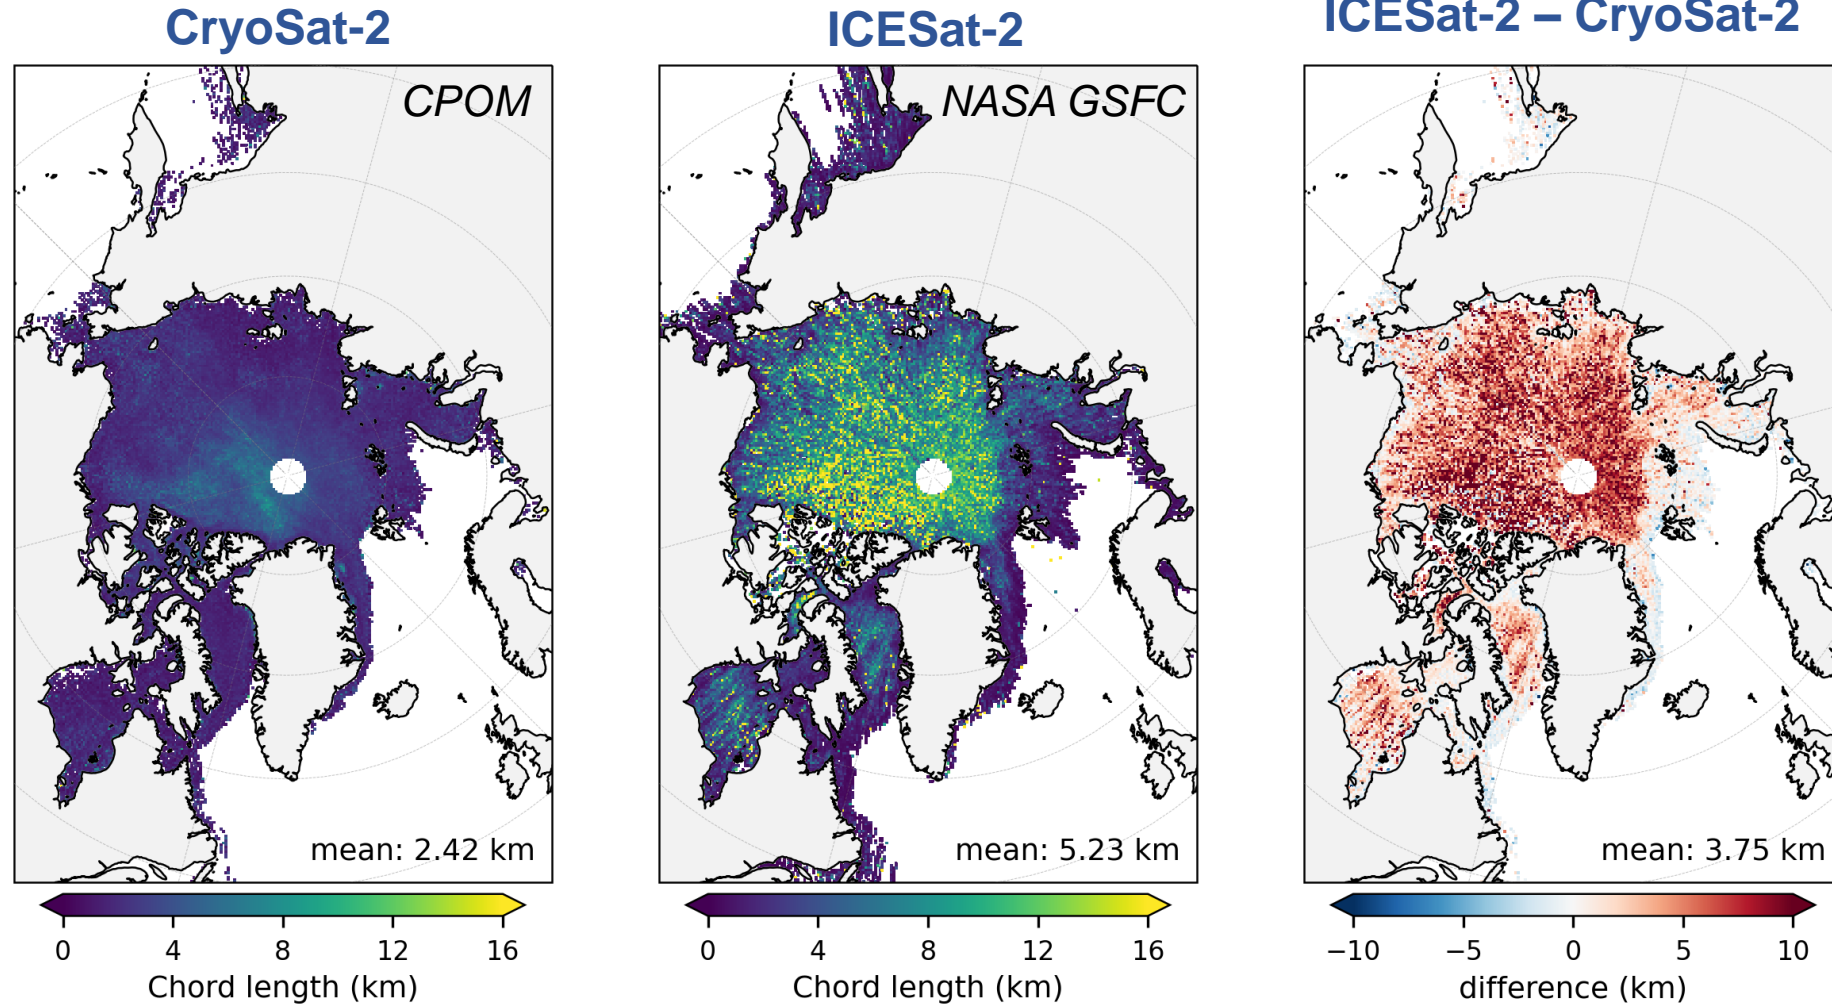 CryoSat-2
ICESat-2
ICESat-2 – CryoSat-2
CPOM
NASA GSFC
mean: 2.42 km
mean: 5.23 km
mean: 3.75 km
0 4 8 12 16
Chord length (km)
0 4 8 12 16
Chord length (km)
−10 −5 0 5 10
difference (km)